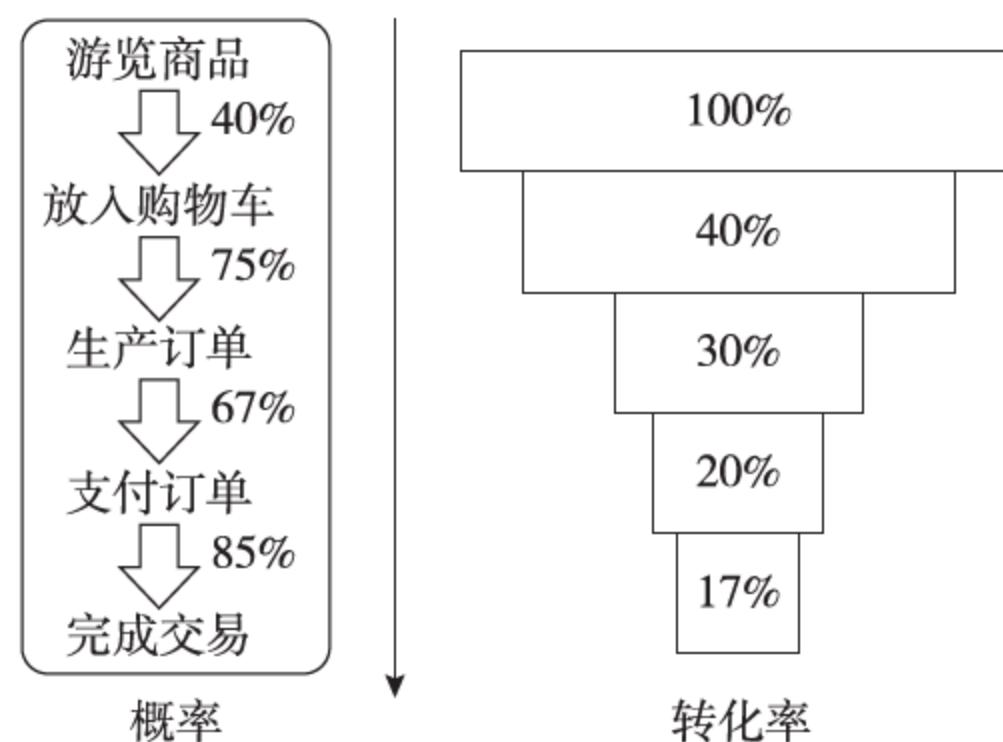 游览商品
40%
放入购物车
75%
生产订单
67%
支付订单
85%
完成交易
概率
100%
40%
30%
20%
17%
转化率